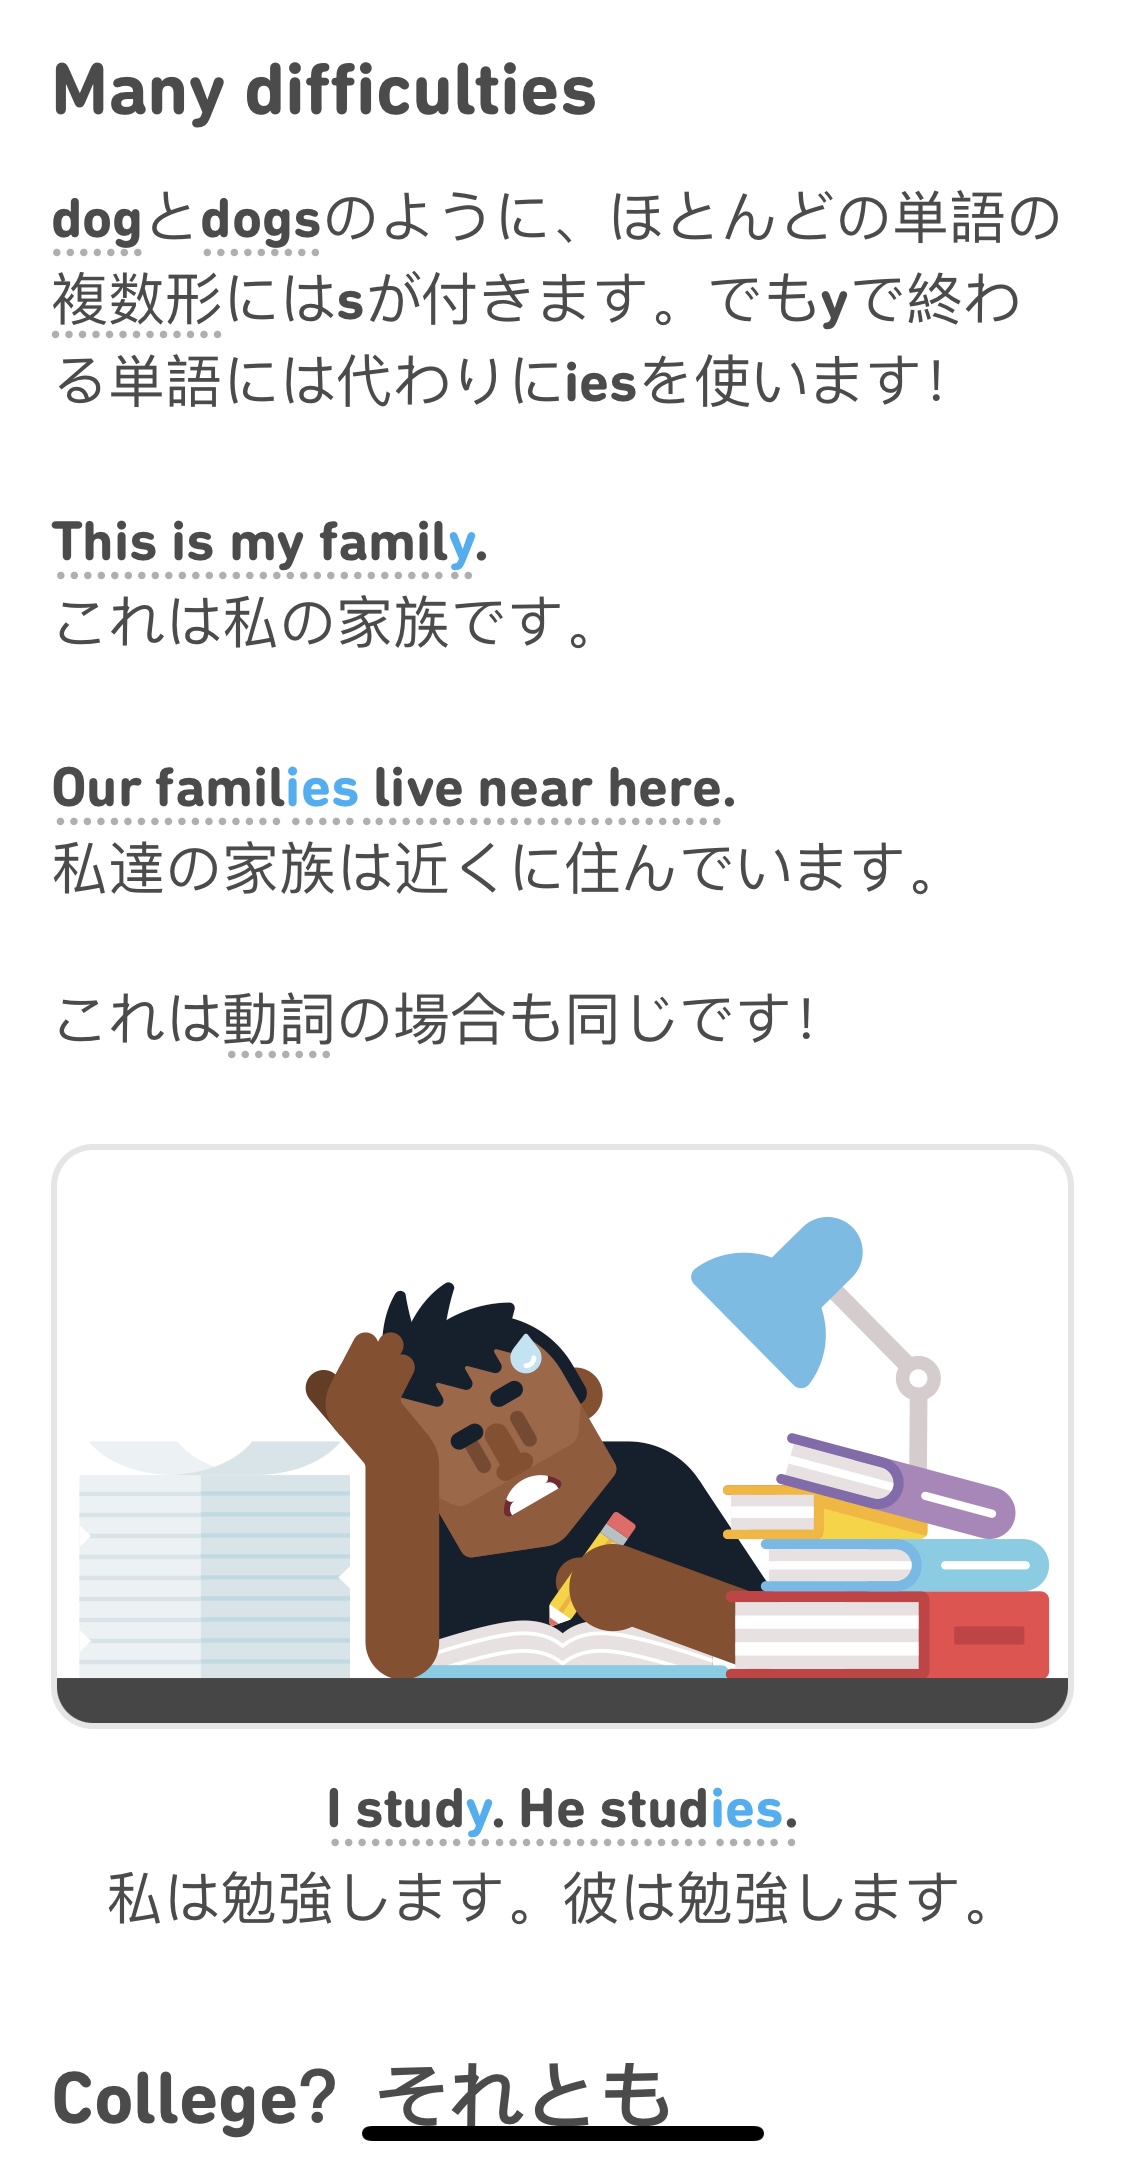 Many difficulties
dogとdogsのように、ほとんどの単語の
複数形にはsが付きます。でもyで終わ
る単語には代わりにiesを使います！
This is my family.
これは私の家族です。
Our families live near here.
私達の家族は近くに住んでいます。
これは動詞の場合も同じです！
I study. He studies.
私は勉強します。彼は勉強します。
College? それとも